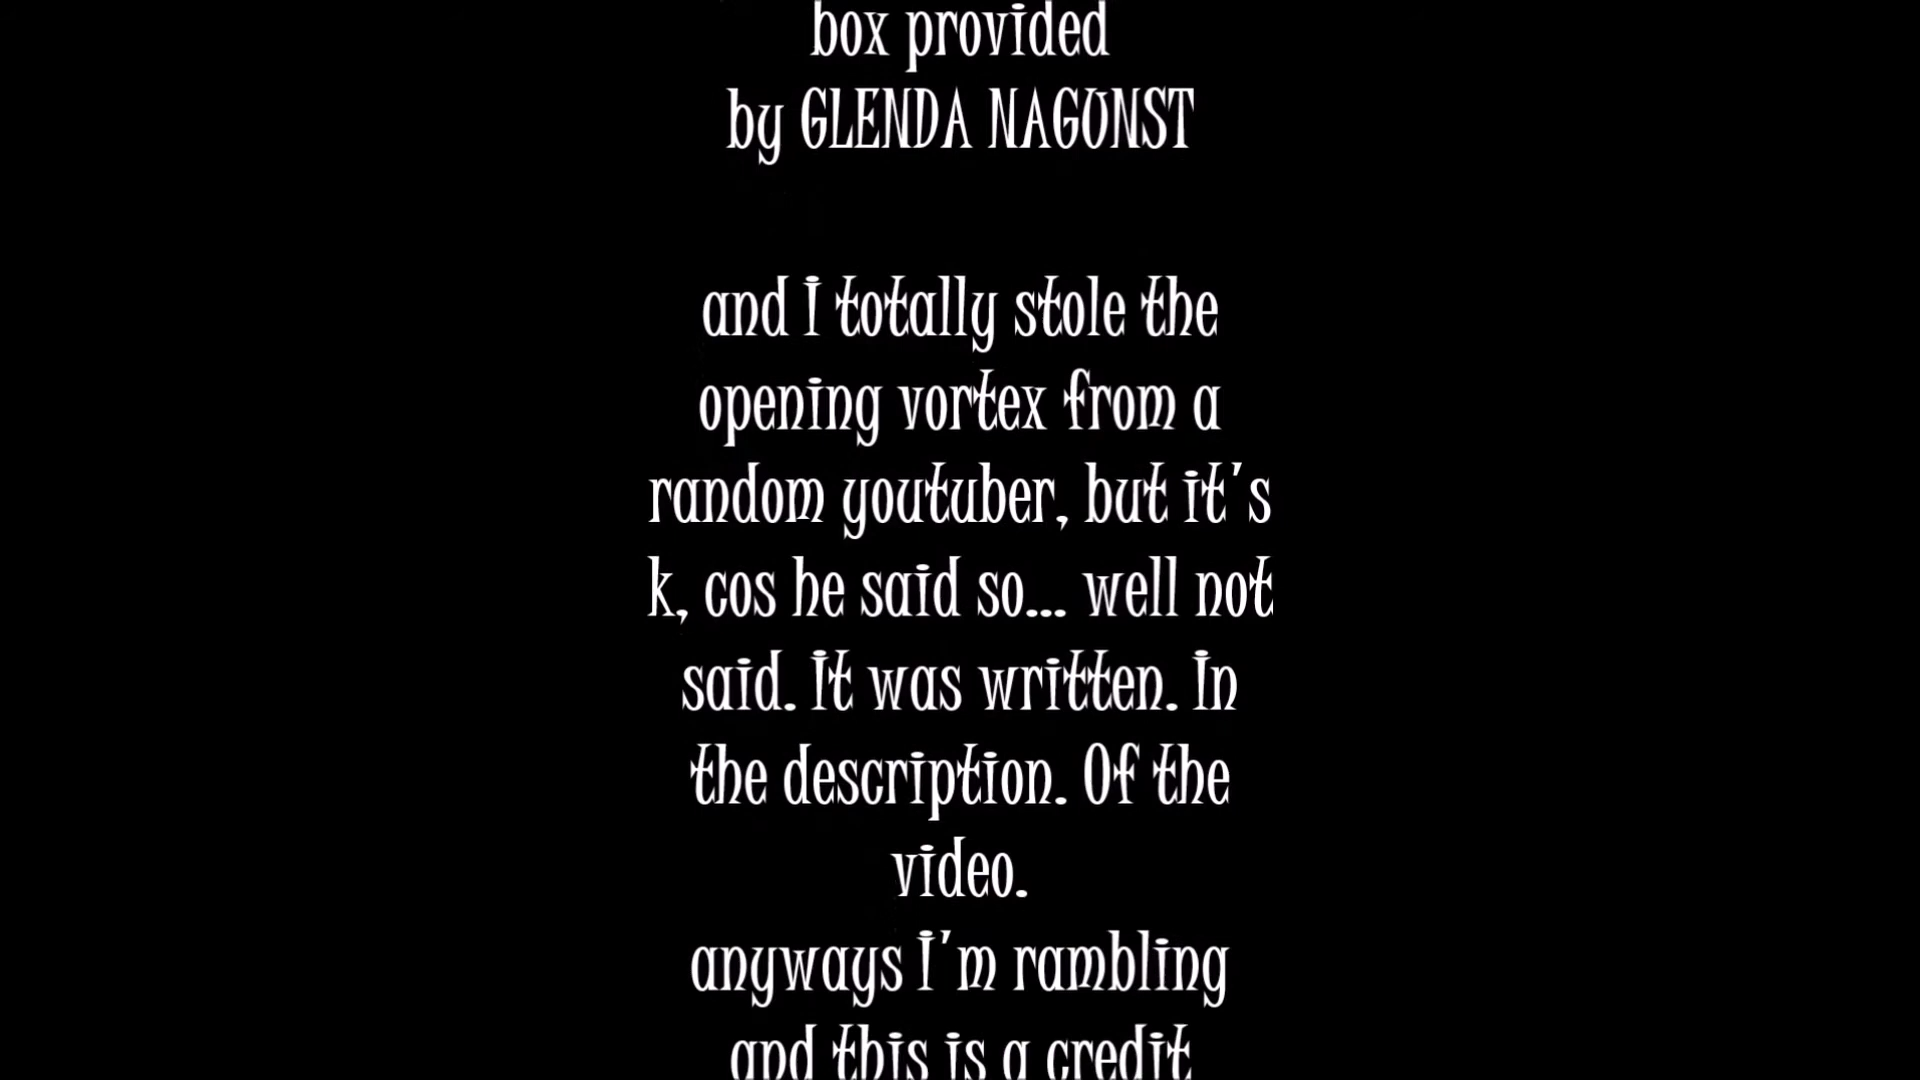 box provided
by GLENDA NAGUNST
and I totally stole the
opening vortex from a
random youtuber, but it's
k, cos he said so... well not
said. It was written. In
the description. Of the
video.
anyways I'm rambling
and this is a credit